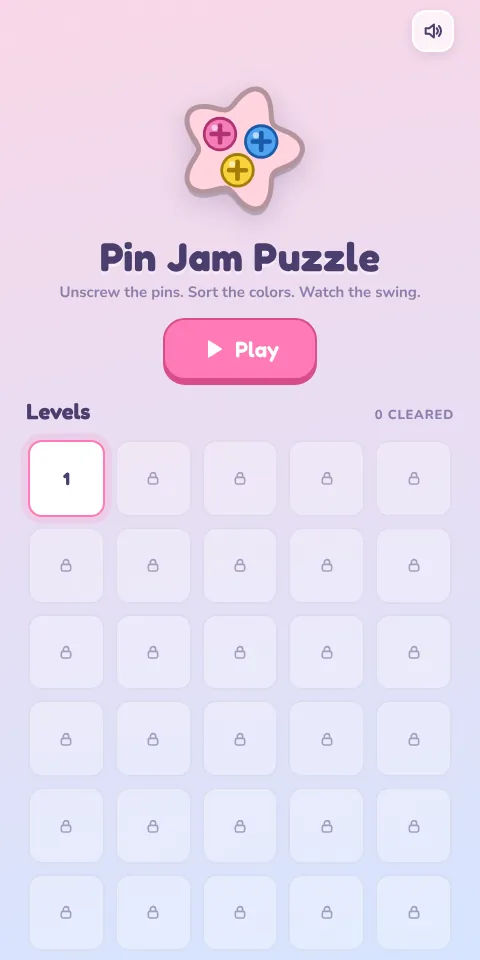 Pin Jam Puzzle
Unscrew the pins. Sort the colors. Watch the swing.
Play
Levels
0 CLEARED
1